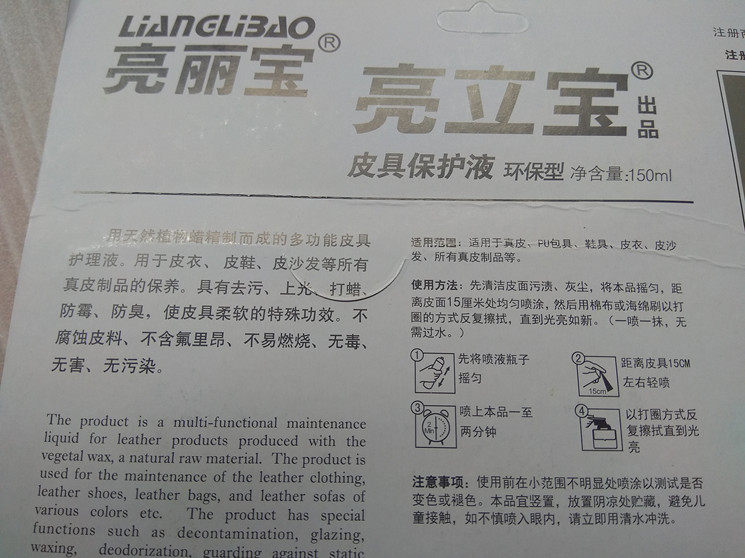 LiANGLiBAO
亮丽宝®
亮立宝®出品
皮具保护液 环保型 净含量:150ml
注册
注册
用天然植物蜡精制而成的多功能皮具
护理液。用于皮衣、皮鞋、皮沙发等所有
真皮制品的保养。具有去污、上光、打蜡、
防霉、防臭，使皮具柔软的特殊功效。不
腐蚀皮料、不含氟里昂、不易燃烧、无毒、
无害、无污染。
The product is a multi-functional maintenance
liquid for leather products produced with the
vegetal wax, a natural raw material. The product is
used for the maintenance of the leather clothing,
leather shoes, leather bags, and leather sofas of
various colors etc. The product has special
functions such as decontamination, glazing,
waxing, deodorization, guarding against static
适用范围：适用于真皮、PU包具、鞋具、皮衣、皮沙
发、所有真皮制品等。
使用方法：先清洁皮面污渍、灰尘，将本品摇匀，距
离皮面15厘米处均匀喷涂，然后用棉布或海绵刷以打
圈的方式反复擦拭，直到光亮如新。（一喷一抹，无
需过水。）
① 先将喷液瓶子
摇匀
② 距离皮具15CM
左右轻喷
15cm
③ 喷上本品一至
两分钟
2 Min
④ 以打圈方式反
复擦拭直到光
亮
注意事项：使用前在小范围不明显处喷涂以测试是否
变色或褪色。本品宜竖置，放置阴凉处贮藏，避免儿
童接触，如不慎喷入眼内，请立即用清水冲洗。